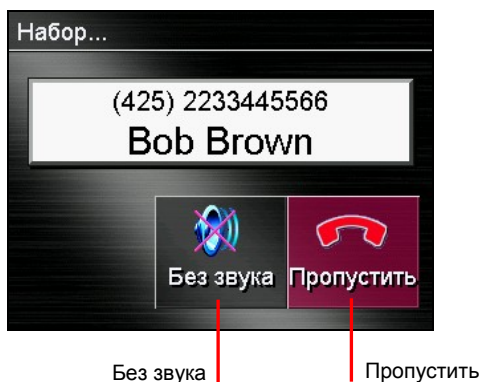 Набор...
(425) 2233445566
Bob Brown
Без звука Пропустить
Без звука Пропустить